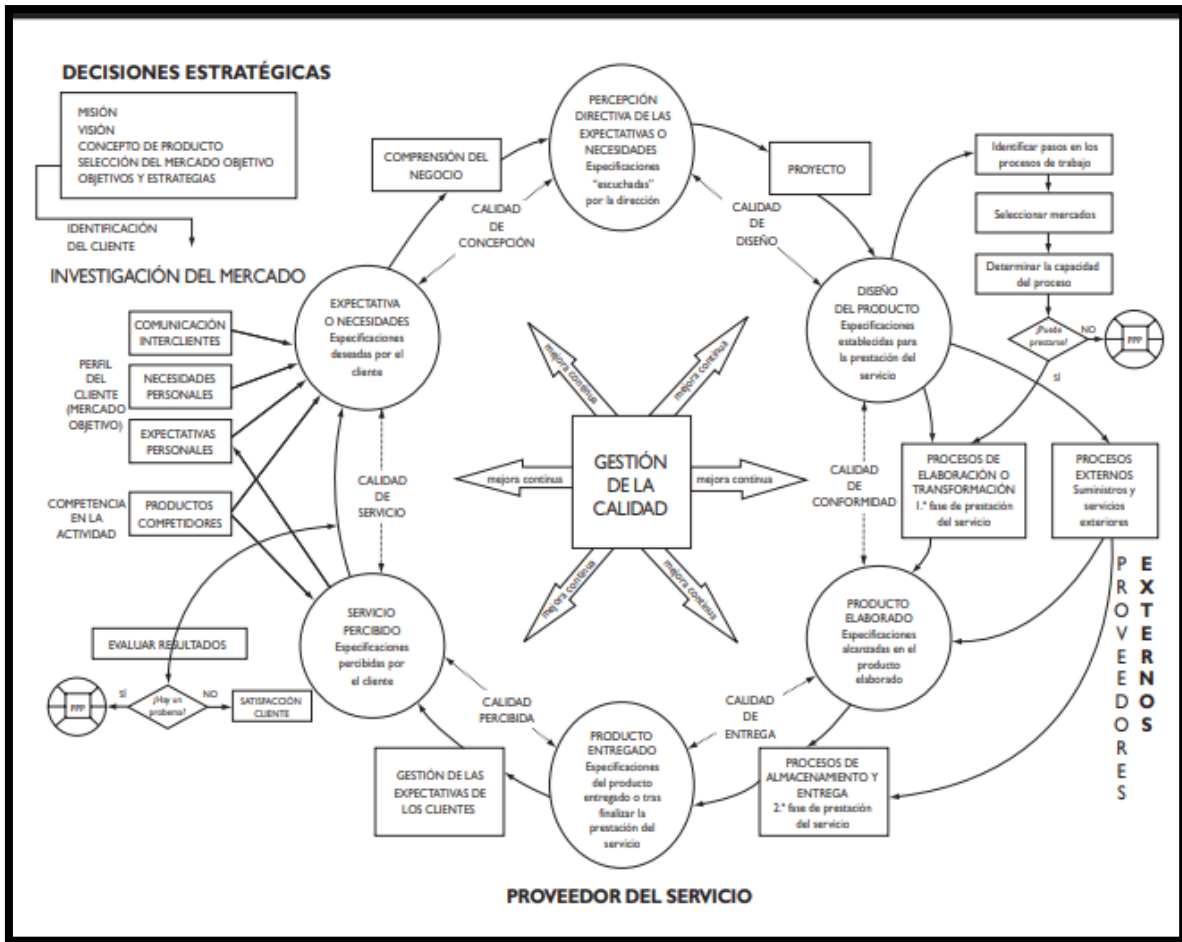 DECISIONES ESTRATÉGICAS
MISIÓN
VISIÓN
CONCEPTO DE PRODUCTO
SELECCIÓN DEL MERCADO OBJETIVO
OBJETIVOS Y ESTRATEGIAS
IDENTIFICACIÓN
DEL CLIENTE
INVESTIGACIÓN DEL MERCADO
COMPRENSIÓN DEL
NEGOCIO
PERCEPCIÓN
DIRECTIVA DE LAS
EXPECTATIVAS O
NECESIDADES
Especificaciones
"escuchadas"
por la dirección
PROYECTO
Identificar pasos en los
procesos de trabajo
Seleccionar mercados
Determinar la capacidad
del proceso
¿Puede
prestarse?
NO
PPP
SÍ
CALIDAD
DE
CONCEPCIÓN
CALIDAD
DE
DISEÑO
EXPECTATIVA
O NECESIDADES
Especificaciones
deseadas por el
cliente
DISEÑO
DEL PRODUCTO
Especificaciones
establecidas para
la prestación del
servicio
PERFIL
DEL
CLIENTE
(MERCADO
OBJETIVO)
COMUNICACIÓN
INTERCLIENTES
NECESIDADES
PERSONALES
EXPECTATIVAS
PERSONALES
COMPETENCIA
EN LA
ACTIVIDAD
PRODUCTOS
COMPETIDORES
CALIDAD
DE
SERVICIO
mejora continua
mejora continua
mejora continua
GESTIÓN
DE LA
CALIDAD
mejora continua
mejora continua
mejora continua
CALIDAD
DE
CONFORMIDAD
PROCESOS DE
ELABORACIÓN O
TRANSFORMACIÓN
1.ª fase de prestación
del servicio
PROCESOS
EXTERNOS
Suministros y
servicios
exteriores
PROVEEDORES
EXTERNOS
SERVICIO
PERCIBIDO
Especificaciones
percibidas por
el cliente
PRODUCTO
ELABORADO
Especificaciones
alcanzadas en el
producto
elaborado
EVALUAR RESULTADOS
PPP
SÍ
¿Hay un
problema?
NO
SATISFACCIÓN
CLIENTE
CALIDAD
PERCIBIDA
CALIDAD
DE
ENTREGA
GESTIÓN DE LAS
EXPECTATIVAS DE
LOS CLIENTES
PRODUCTO
ENTREGADO
Especificaciones
del producto
entregado o tras
finalizar la
prestación del
servicio
PROCESOS DE
ALMACENAMIENTO Y
ENTREGA
2.ª fase de prestación
del servicio
PROVEEDOR DEL SERVICIO